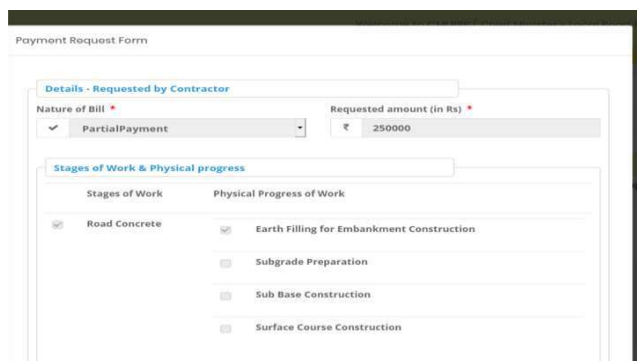 Payment Request Form
Details - Requested by Contractor
Nature of Bill * Requested amount (in Rs) *
PartialPayment ₹ 250000
Stages of Work & Physical progress
Stages of Work Physical Progress of Work
Road Concrete Earth Filling for Embankment Construction
Subgrade Preparation
Sub Base Construction
Surface Course Construction